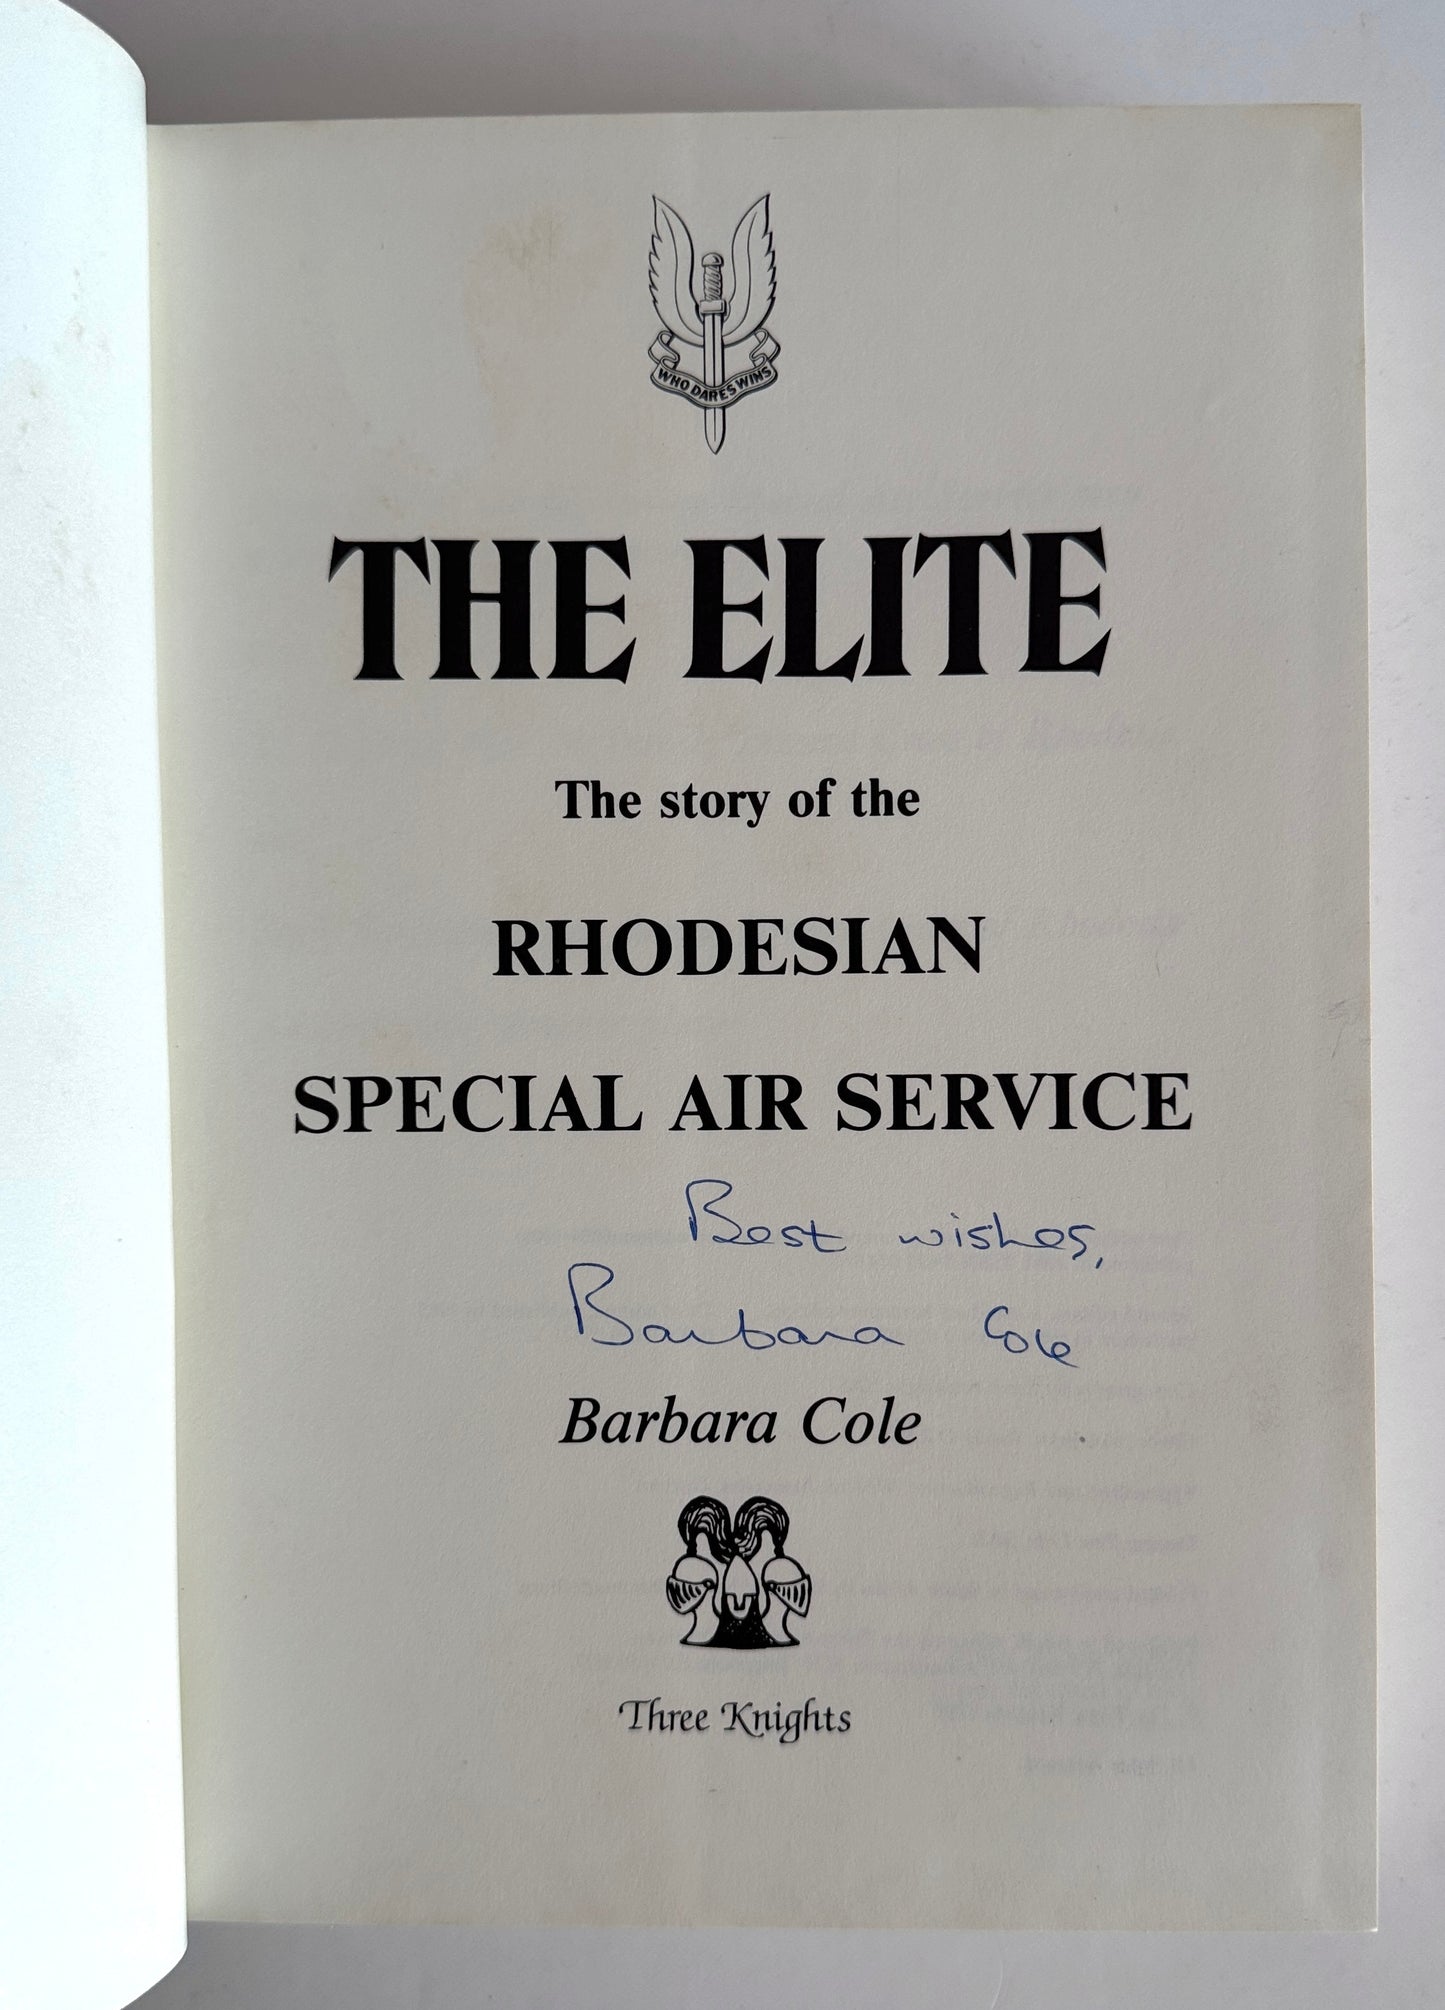 WHO DARES WINS
THE ELITE
The story of the
RHODESIAN
SPECIAL AIR SERVICE
Best wishes,
Barbara Cole
Barbara Cole
Three Knights